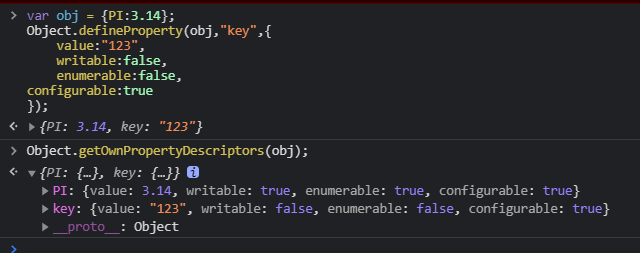 > var obj = {PI:3.14};
Object.defineProperty(obj,"key",{
    value:"123",
    writable:false,
    enumerable:false,
configurable:true
});
<· ▶{PI: 3.14, key: "123"}
> Object.getOwnPropertyDescriptors(obj);
<· ▼{PI: {…}, key: {…}} i
▶PI: {value: 3.14, writable: true, enumerable: true, configurable: true}
▶key: {value: "123", writable: false, enumerable: false, configurable: true}
▶__proto__: Object
>